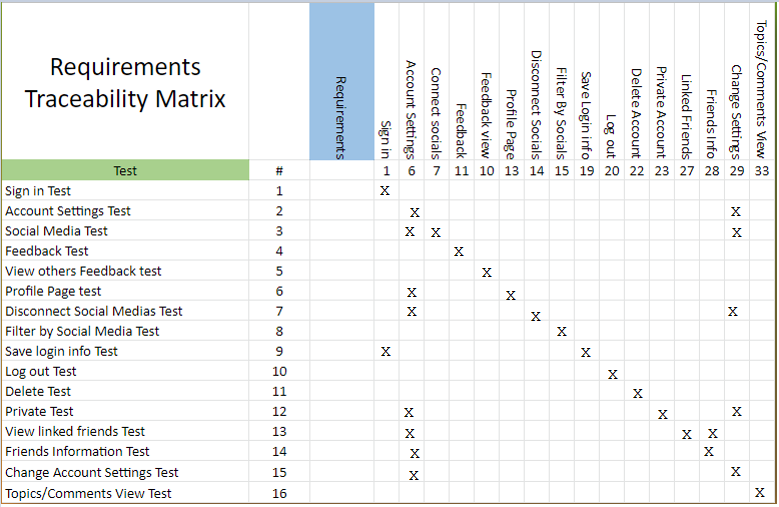 Requirements
Traceability Matrix
Requirements
Sign in
Account Settings
Connect socials
Feedback
Feedback view
Profile Page
Disconnect Socials
Filter By Socials
Save Login info
Log out
Delete Account
Private Account
Linked Friends
Friends Info
Change Settings
Topics/Comments View
Test # 1 6 7 11 10 13 14 15 19 20 22 23 27 28 29 33
Sign in Test 1 X
Account Settings Test 2 X X
Social Media Test 3 X X X
Feedback Test 4 X
View others Feedback test 5 X
Profile Page test 6 X X
Disconnect Social Medias Test 7 X X X
Filter by Social Media Test 8 X
Save login info Test 9 X X
Log out Test 10 X
Delete Test 11 X
Private Test 12 X X X
View linked friends Test 13 X X X
Friends Information Test 14 X X
Change Account Settings Test 15 X X
Topics/Comments View Test 16 X